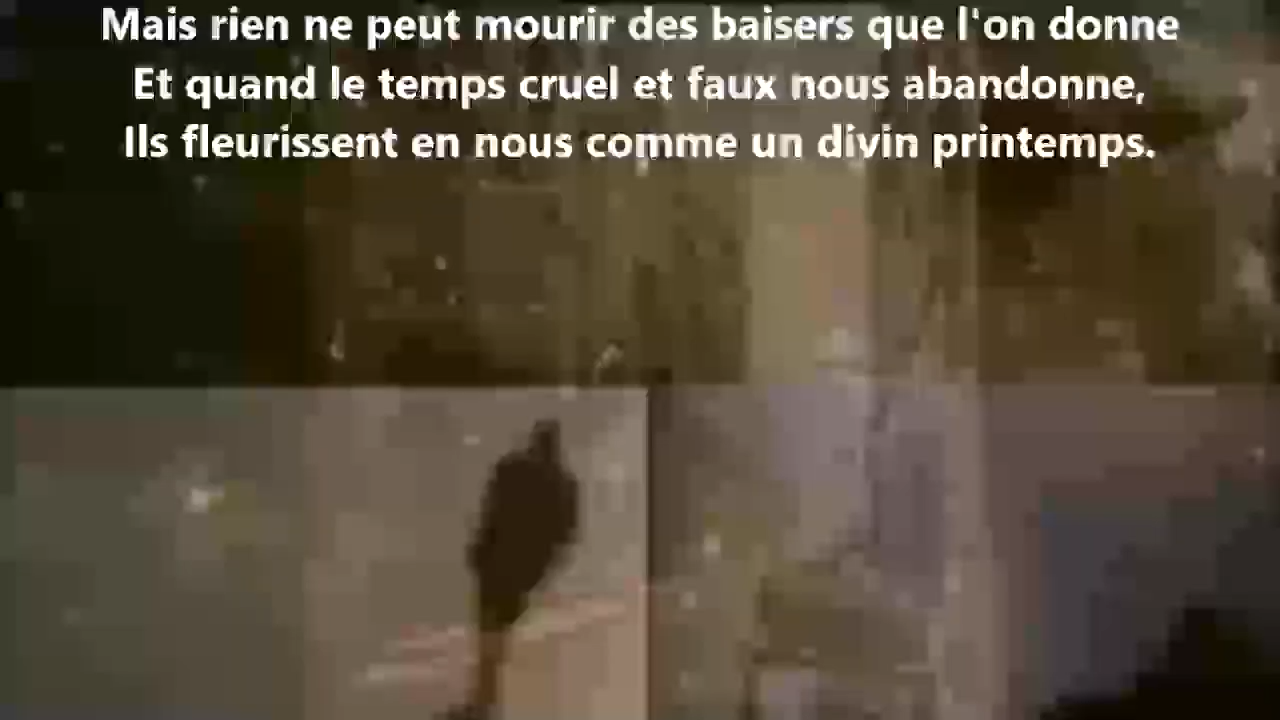 Mais rien ne peut mourir des baisers que l'on donne
Et quand le temps cruel et faux nous abandonne,
Ils fleurissent en nous comme un divin printemps.